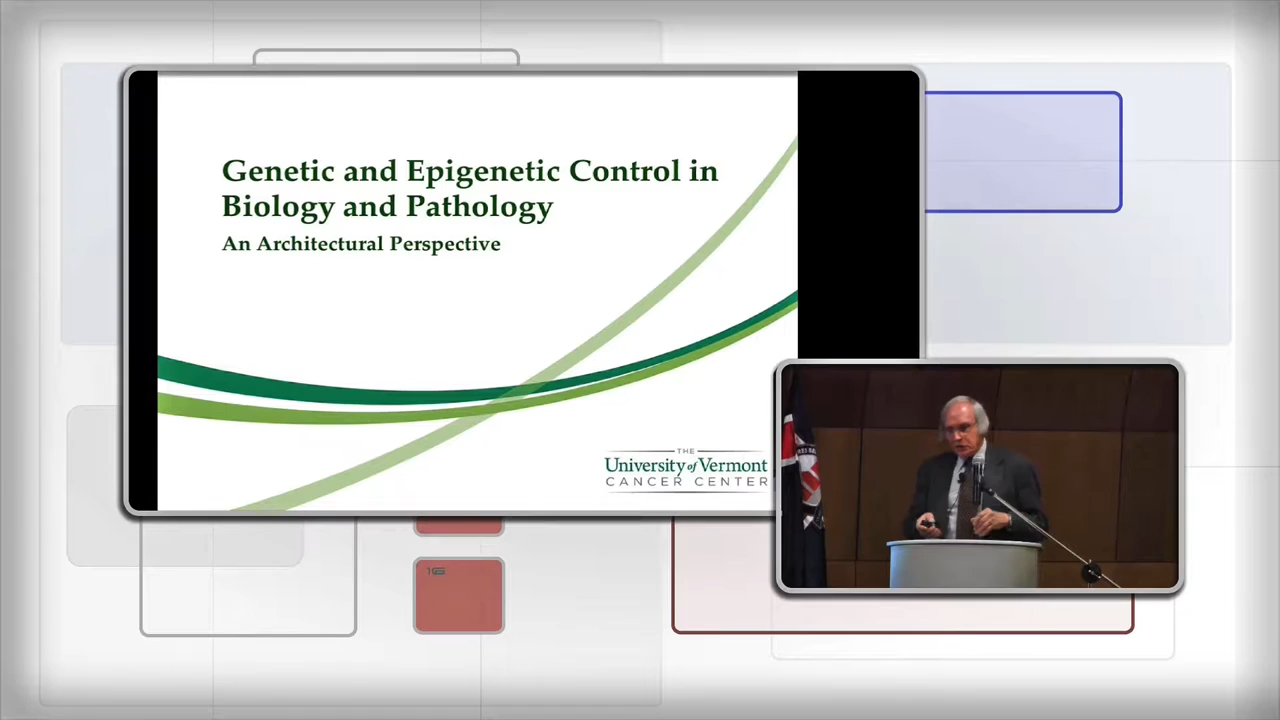 Genetic and Epigenetic Control in
Biology and Pathology
An Architectural Perspective
THE
University of Vermont
CANCER CENTER